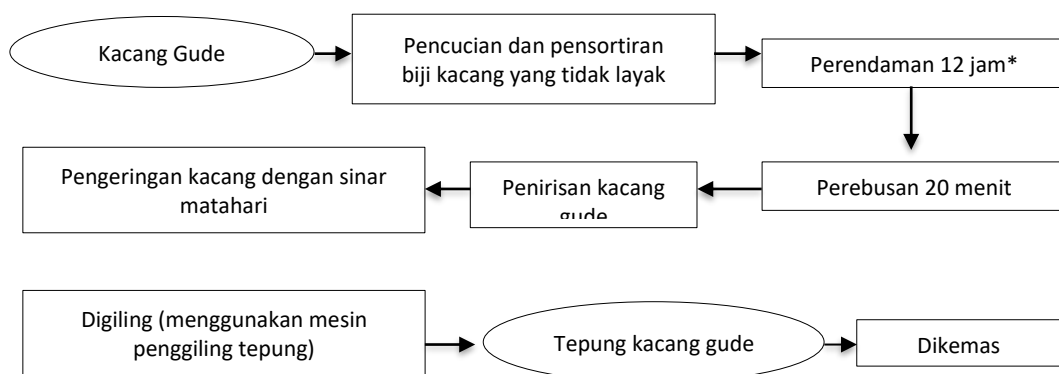 Kacang Gude
Pencucian dan pensortiran
biji kacang yang tidak layak
Perendaman 12 jam*
Perebusan 20 menit
Penirisan kacang
gude
Pengeringan kacang dengan sinar
matahari
Digiling (menggunakan mesin
penggiling tepung)
Tepung kacang gude
Dikemas